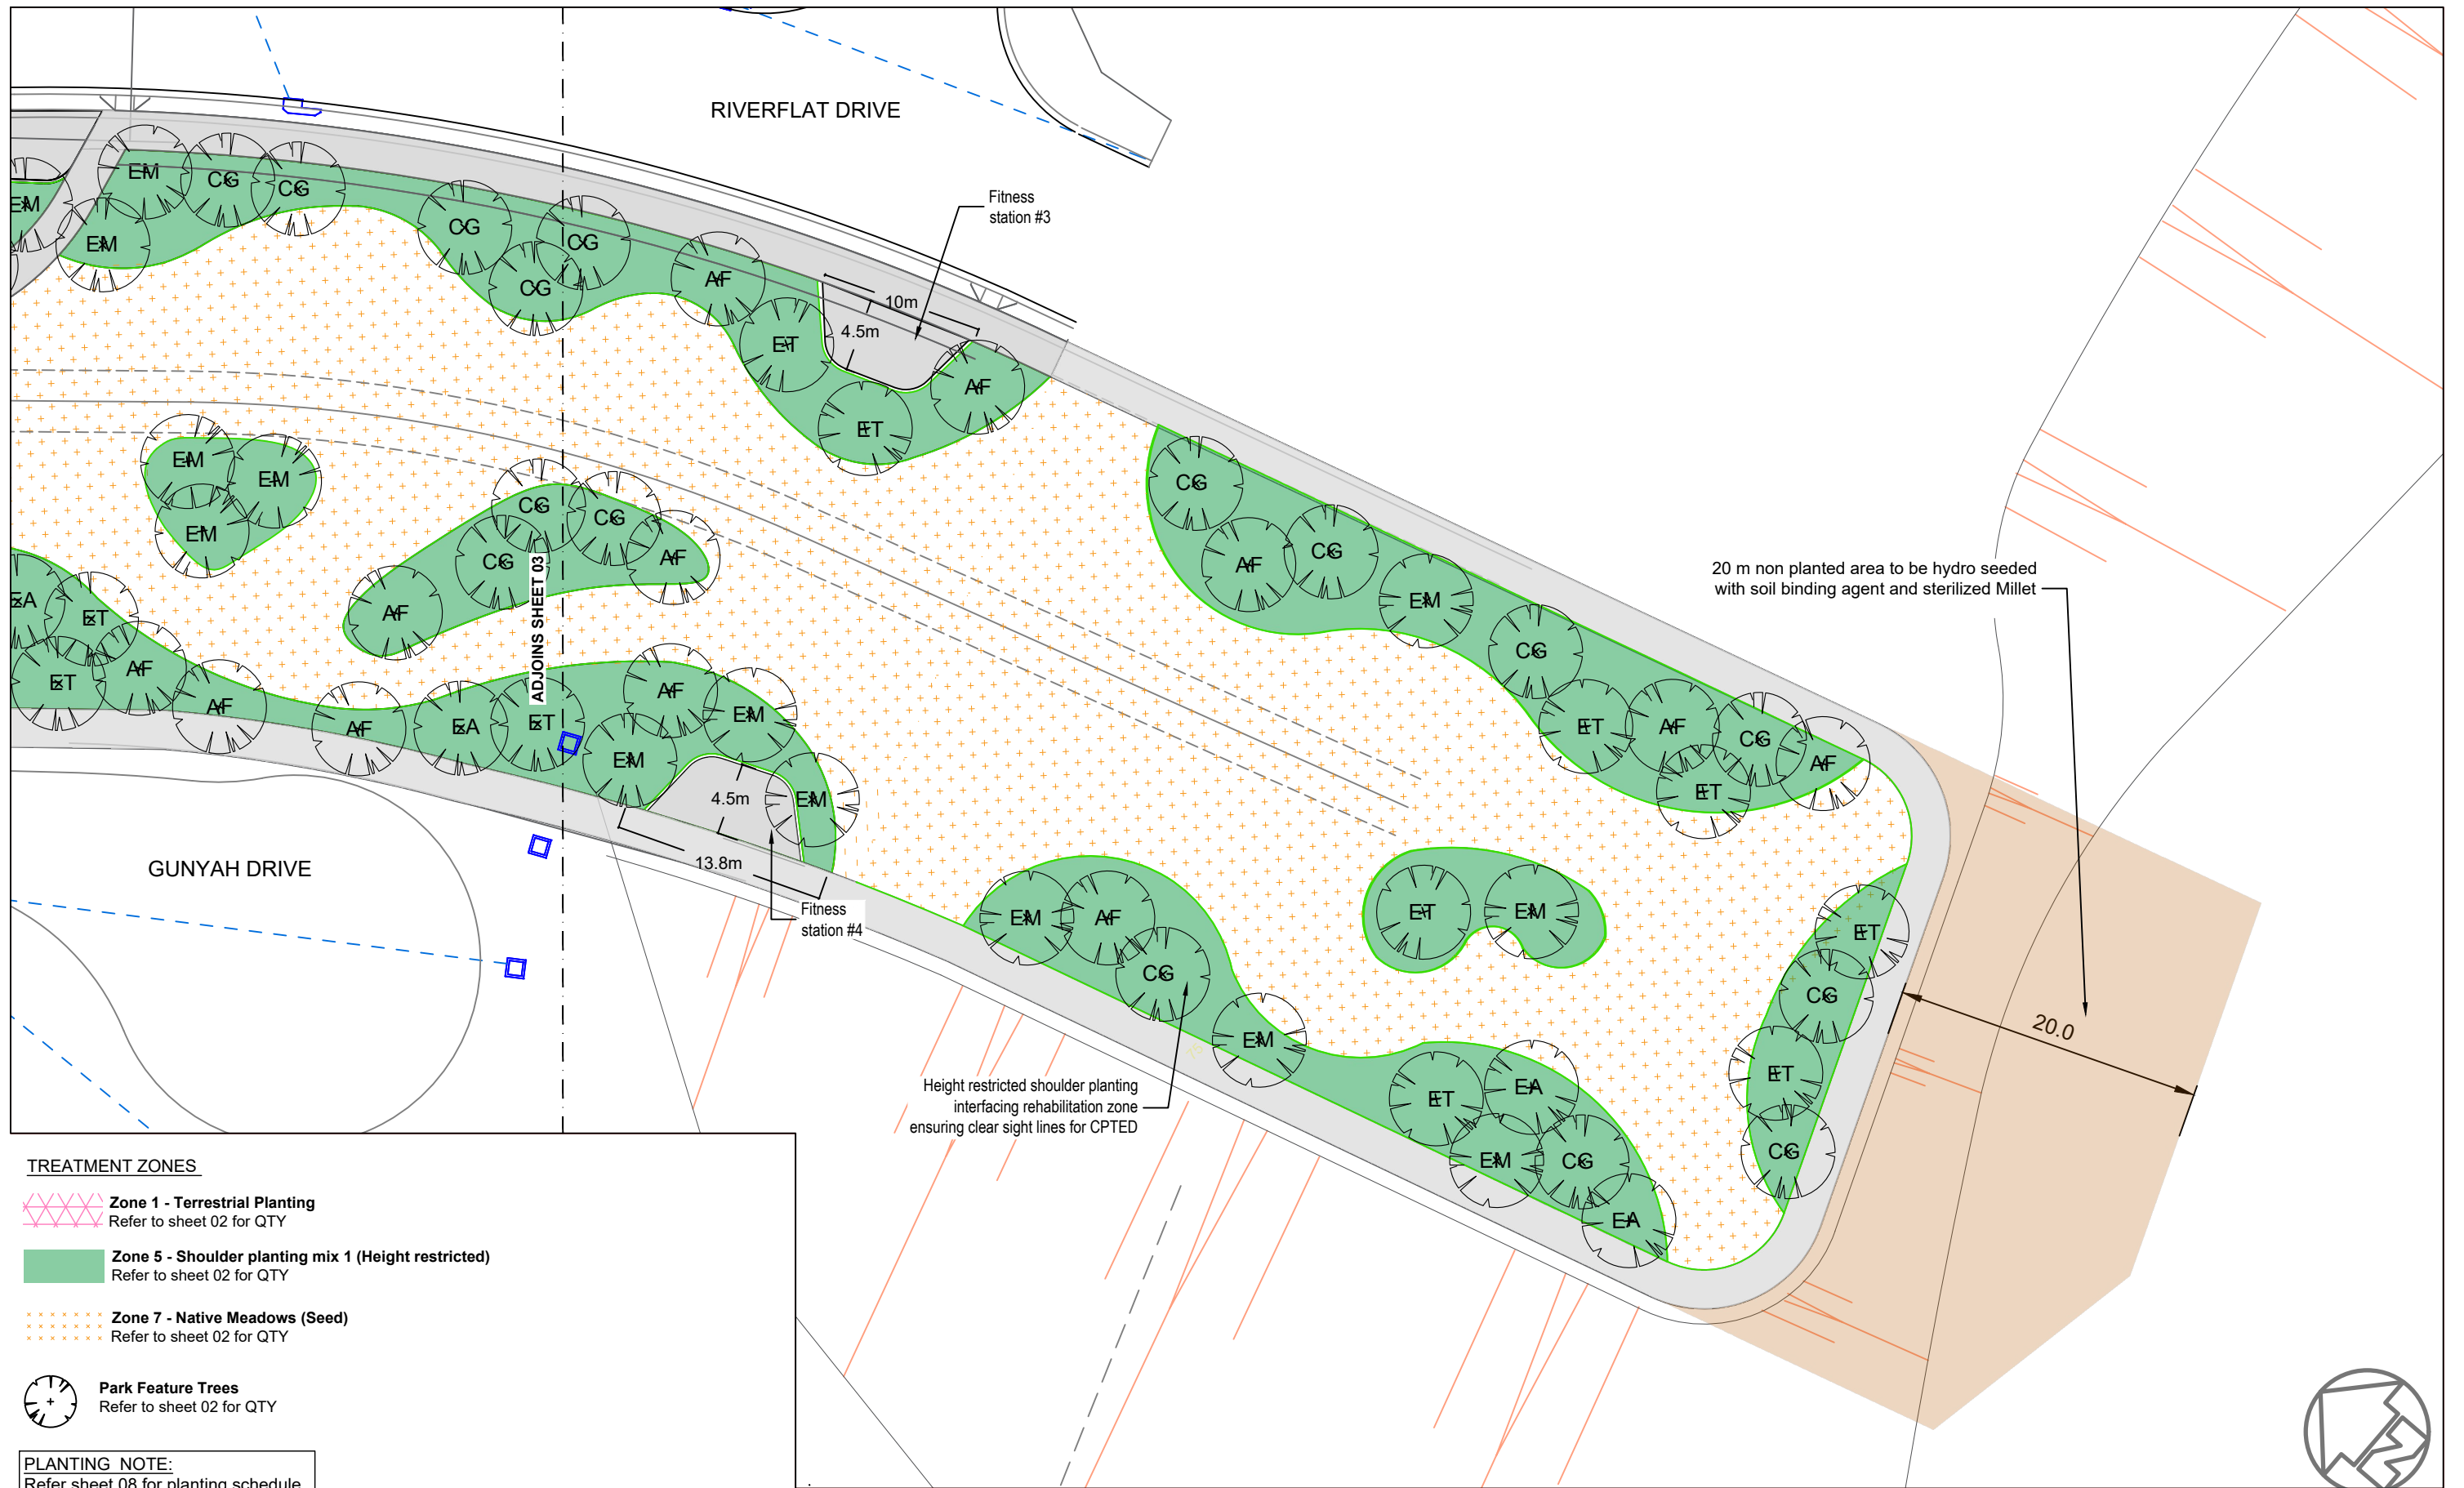 RIVERFLAT DRIVE
Fitness
station #3
10m
4.5m
EM
CG
CG
EM
EM
CG
CG
CG
AF
ET
AF
ET
EM
EM
EM
CG
CG
CG
AF
AF
ADJOINS SHEET 03
CG
AF
CG
EM
CG
ET
AF
CG
AF
ET
20 m non planted area to be hydro seeded
with soil binding agent and sterilized Millet
EA
ET
ET
AF
AF
AF
EA
ET
AF
EM
EM
EM
4.5m
13.8m
Fitness
station #4
GUNYAH DRIVE
EM
AF
CG
EM
ET
EM
ET
CG
ET
CG
20.0
ET
EA
EM
CG
EA
Height restricted shoulder planting
interfacing rehabilitation zone
ensuring clear sight lines for CPTED
TREATMENT ZONES
Zone 1 - Terrestrial Planting
Refer to sheet 02 for QTY
Zone 5 - Shoulder planting mix 1 (Height restricted)
Refer to sheet 02 for QTY
Zone 7 - Native Meadows (Seed)
Refer to sheet 02 for QTY
Park Feature Trees
Refer to sheet 02 for QTY
PLANTING NOTE:
Refer sheet 08 for planting schedule